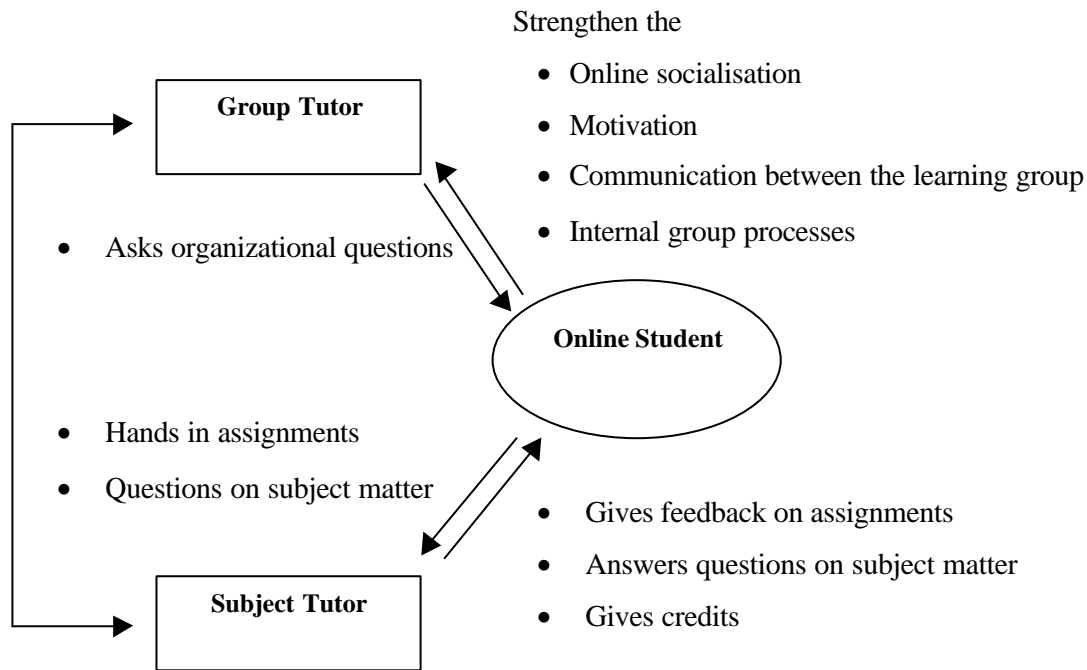 Strengthen the
• Online socialisation
• Motivation
• Communication between the learning group
• Internal group processes
Group Tutor
• Asks organizational questions
Online Student
• Hands in assignments
• Questions on subject matter
• Gives feedback on assignments
• Answers questions on subject matter
• Gives credits
Subject Tutor